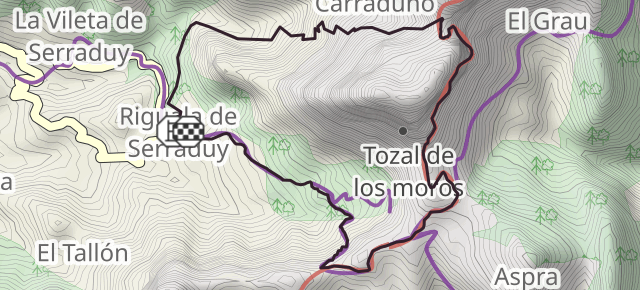 Carraduno
La Vileta de
Serraduy
El Grau
Riguala de
Serraduy
Tozal de
los moros
a
El Tallón
Aspra